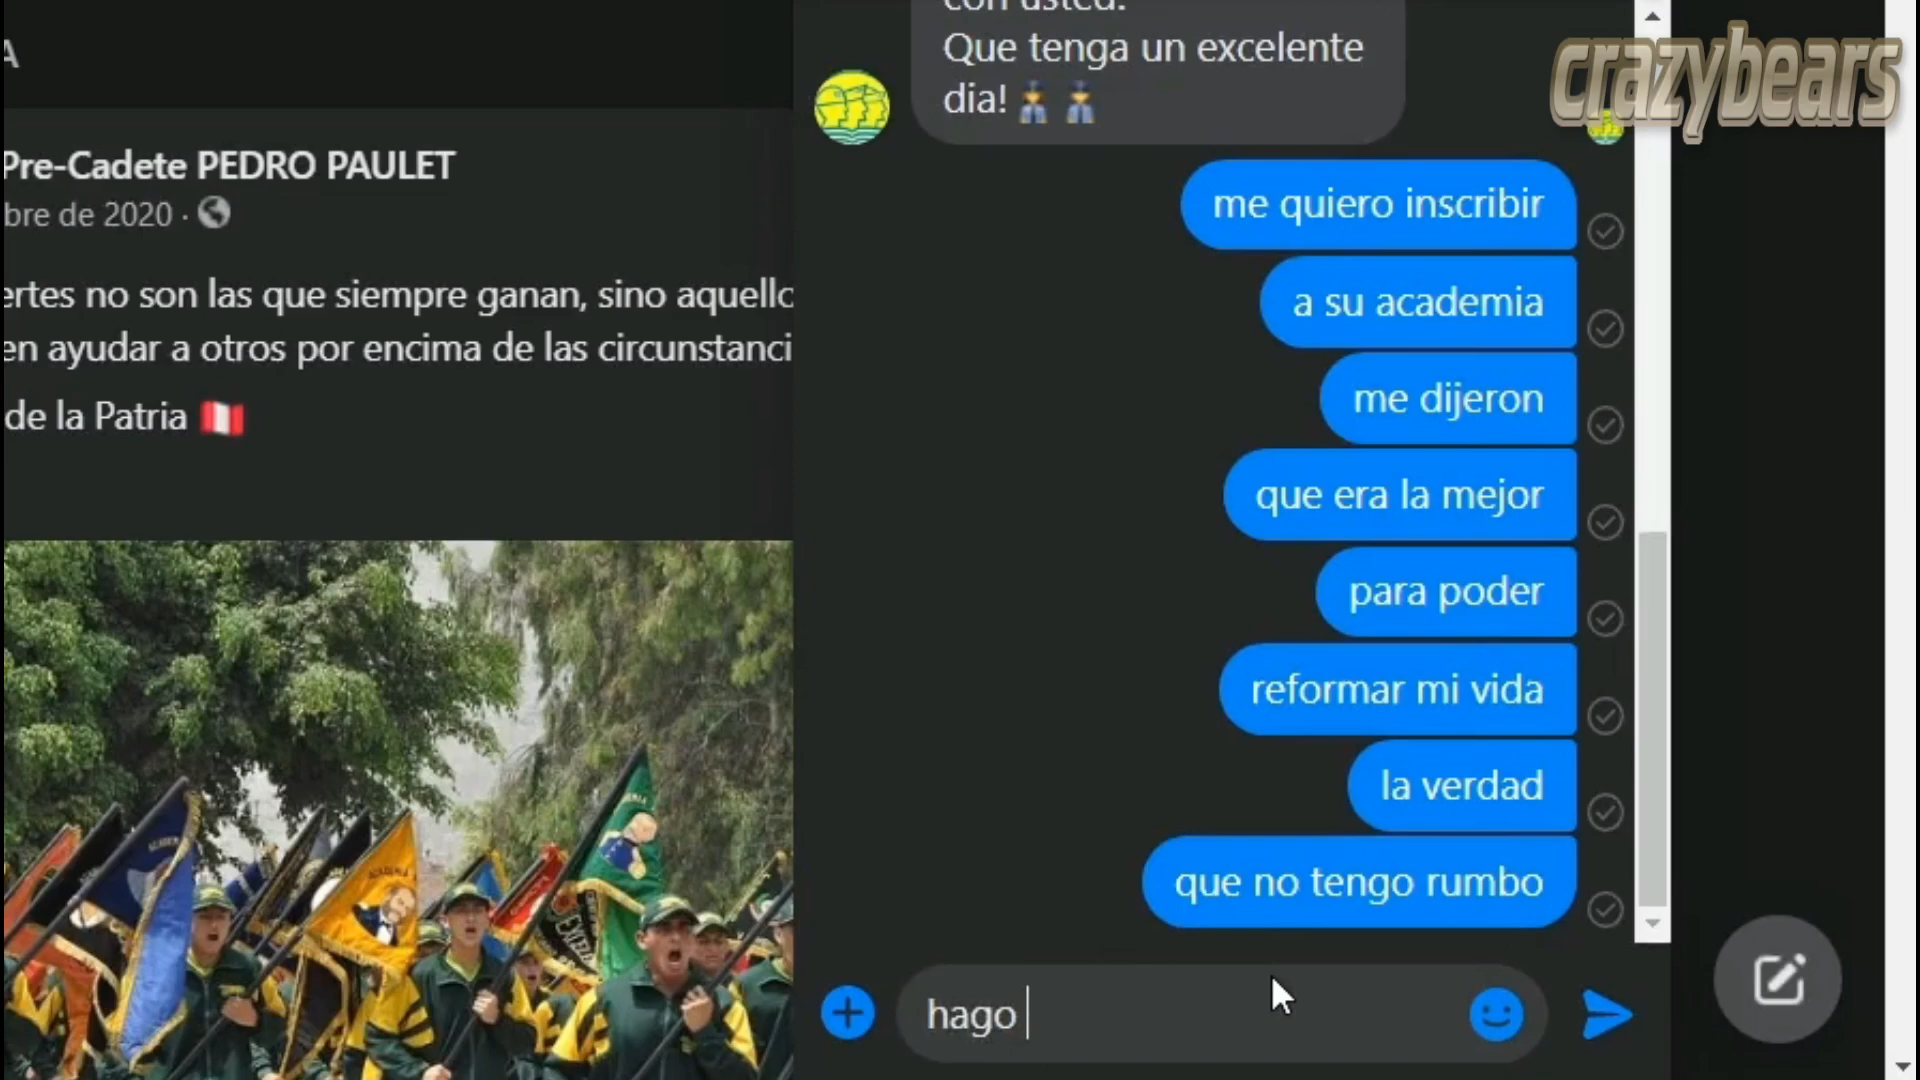 A
Pre-Cadete PEDRO PAULET
bre de 2020 ·
ertes no son las que siempre ganan, sino aquello
en ayudar a otros por encima de las circunstanci
de la Patria
con usted.
Que tenga un excelente
dia!
crazybears
me quiero inscribir
a su academia
me dijeron
que era la mejor
para poder
reformar mi vida
la verdad
que no tengo rumbo
hago